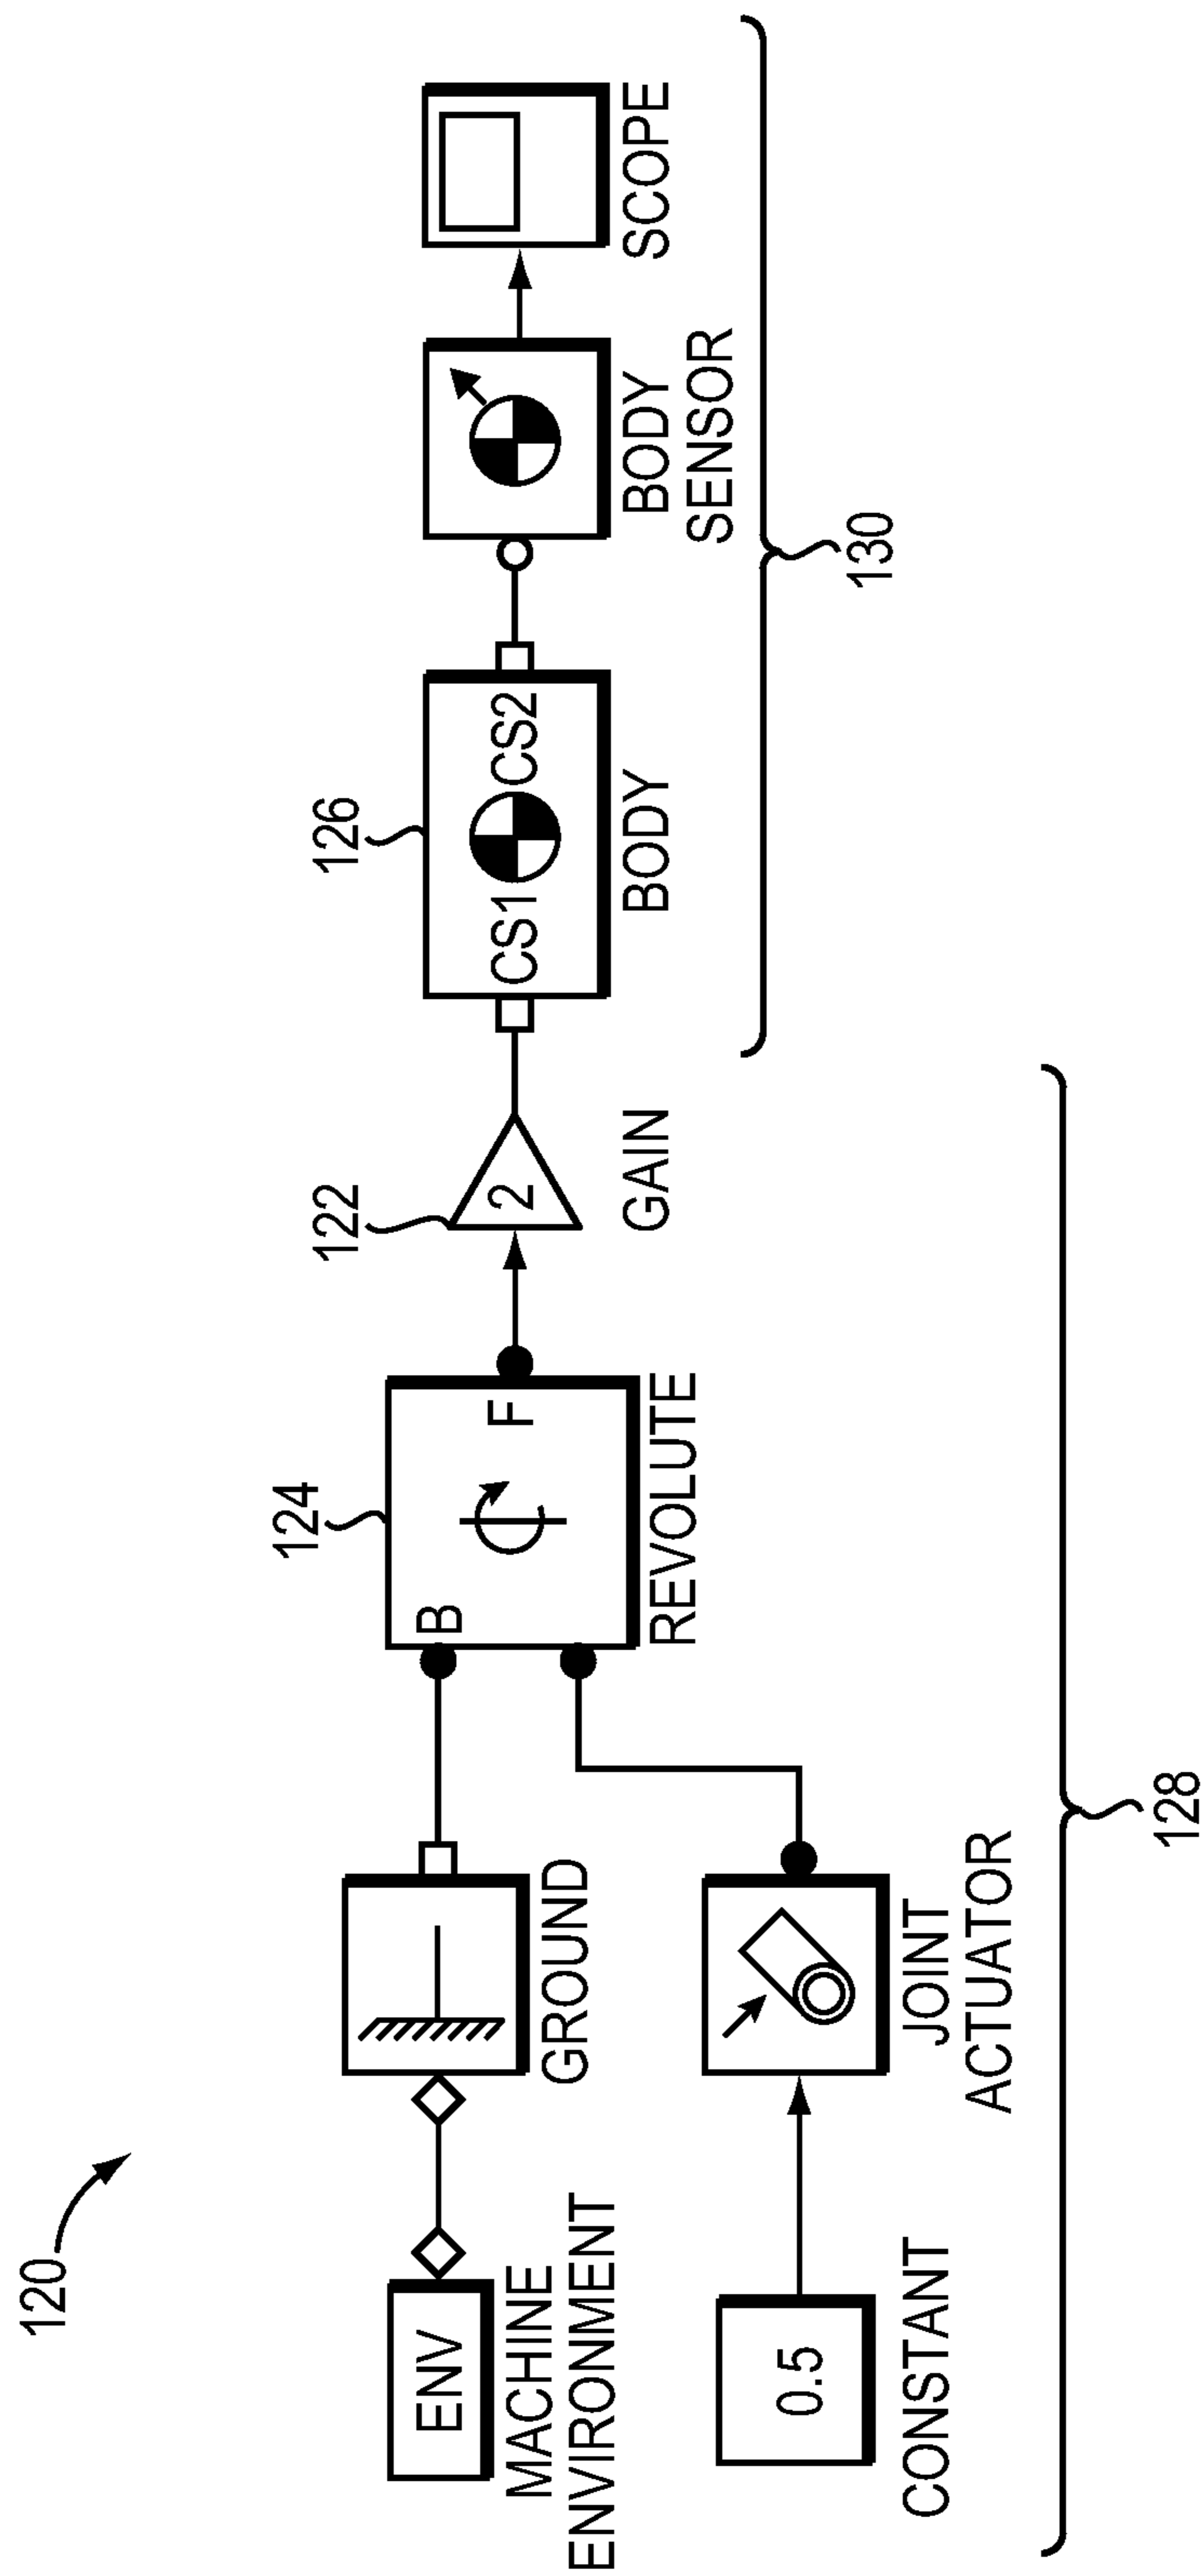 120
ENV
MACHINE
ENVIRONMENT
GROUND
0.5
CONSTANT
JOINT
ACTUATOR
124
B
F
REVOLUTE
122
2
GAIN
126
CS1 CS2
BODY
BODY
SENSOR
SCOPE
128
130